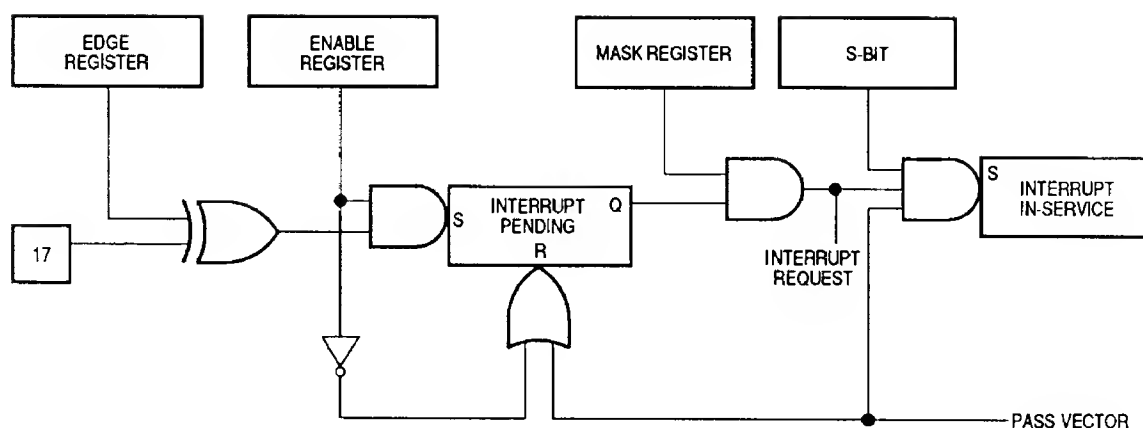 EDGE
REGISTER
ENABLE
REGISTER
MASK REGISTER
S-BIT
17
S
INTERRUPT
PENDING
Q
R
INTERRUPT
REQUEST
S
INTERRUPT
IN-SERVICE
PASS VECTOR